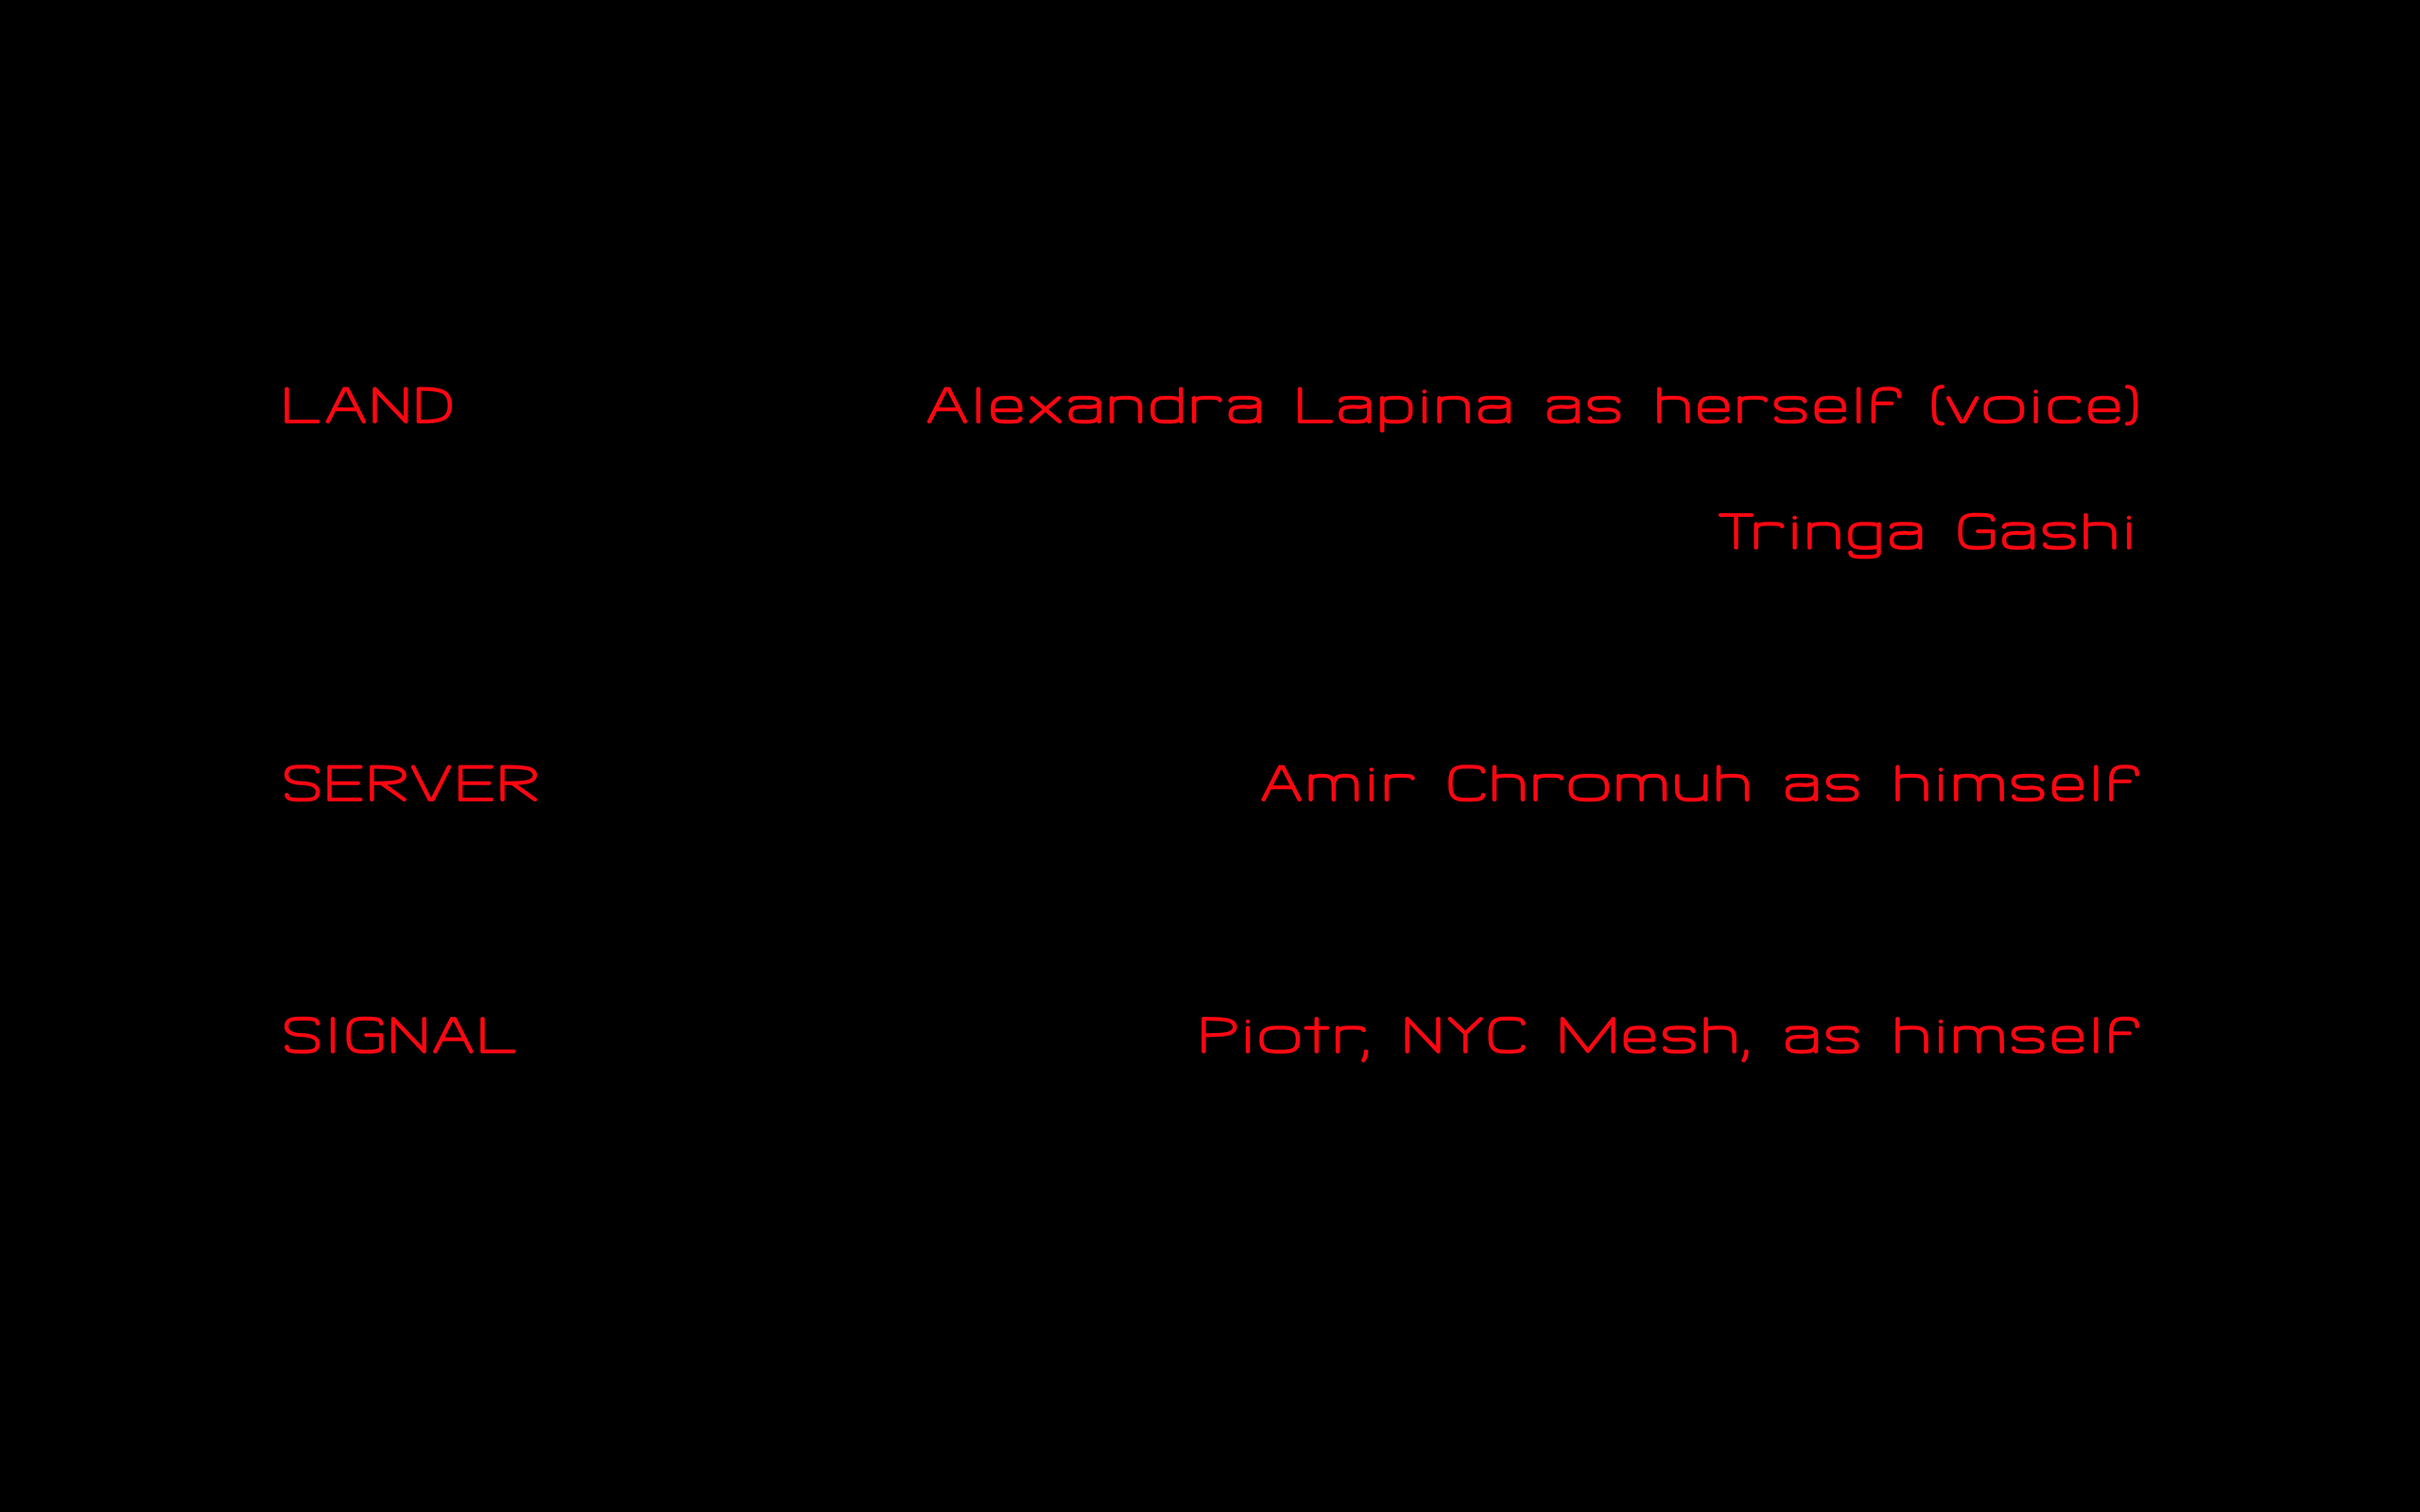 LAND Alexandra Lapina as herself (voice)
Tringa Gashi
SERVER Amir Chromuh as himself
SIGNAL Piotr, NYC Mesh, as himself